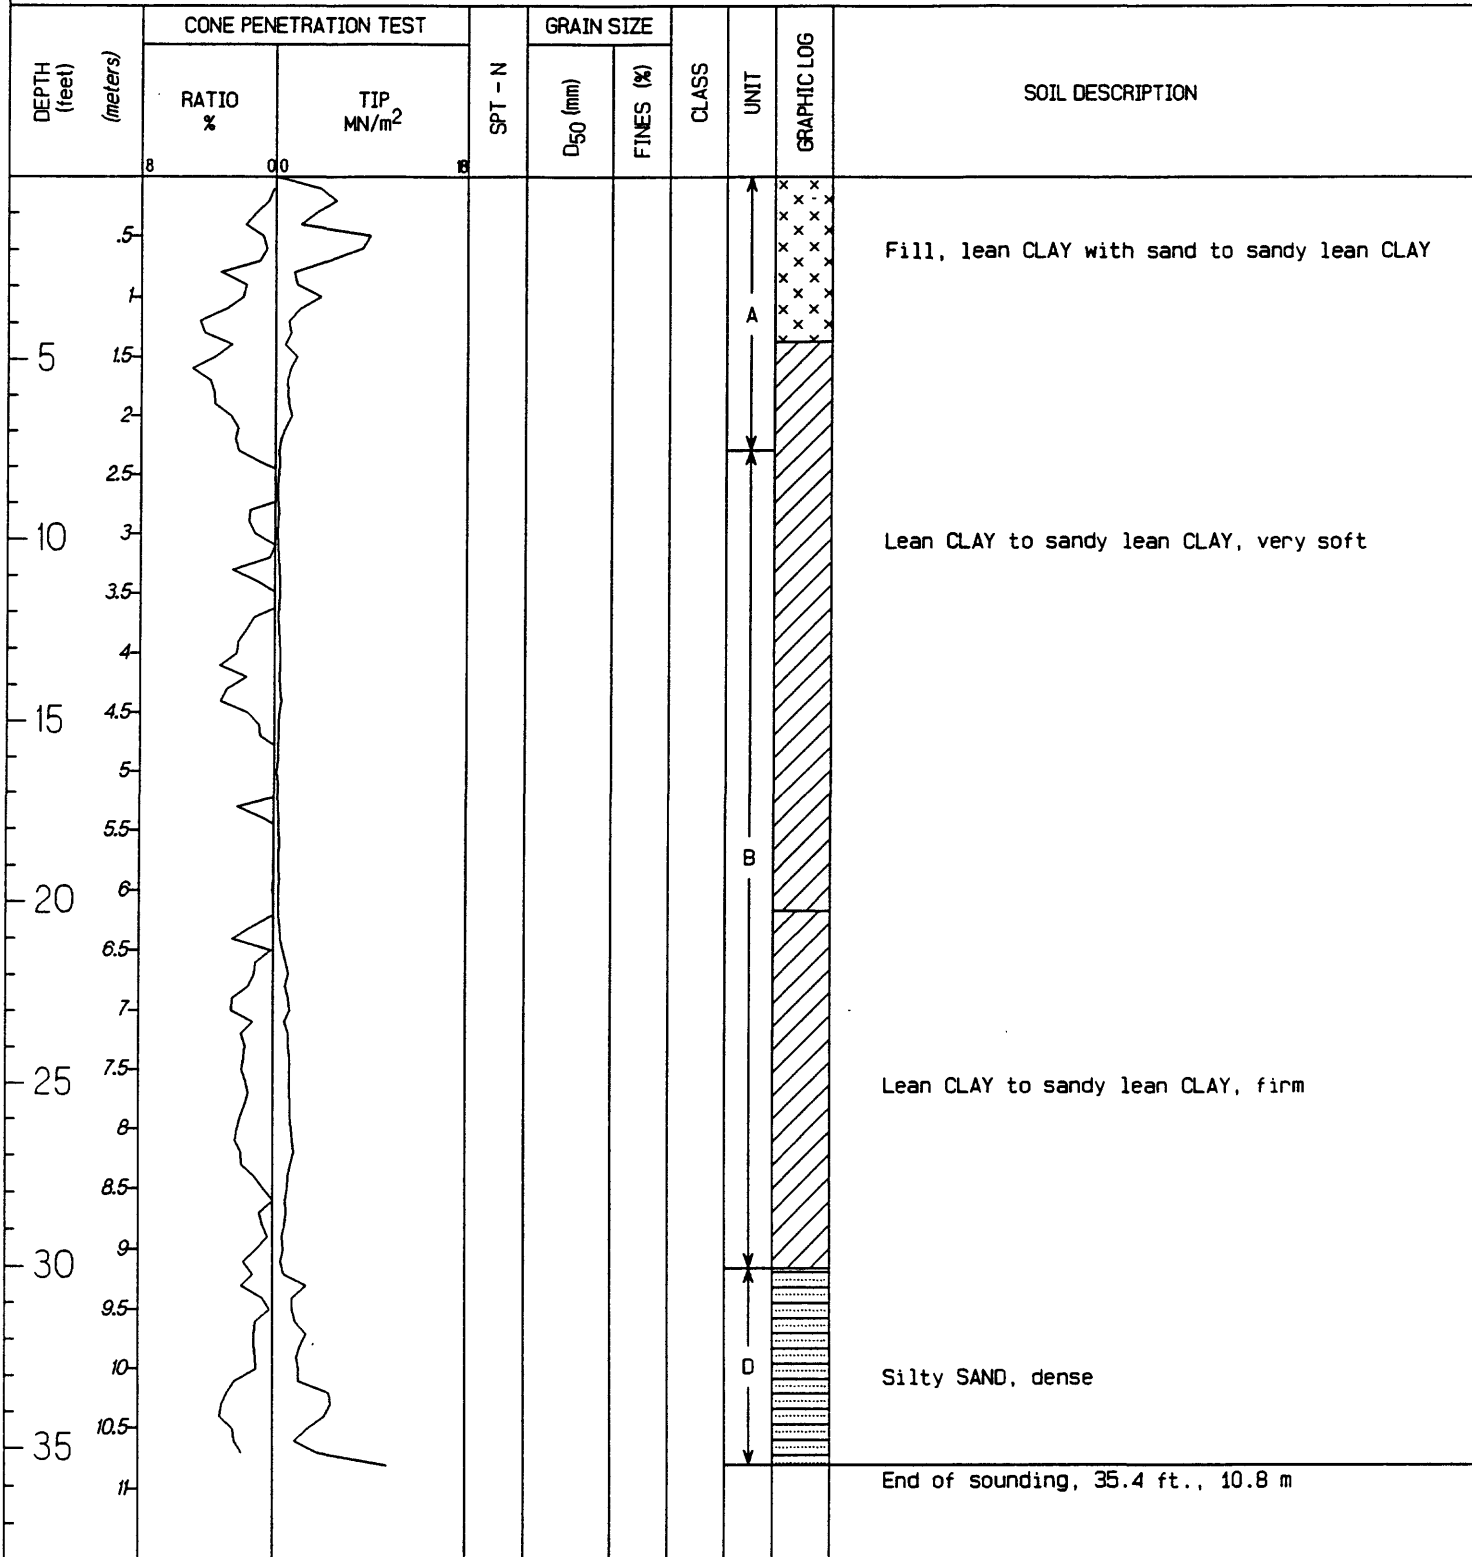 CONE PENETRATION TEST
GRAIN SIZE
DEPTH
(feet)
(meters)
RATIO
%
TIP
MN/m2
SPT - N
D50 (mm)
FINES (%)
CLASS
UNIT
GRAPHIC LOG
SOIL DESCRIPTION
8
0
0
18
.5
Fill, lean CLAY with sand to sandy lean CLAY
1
A
5
1.5
2
2.5
10
3
Lean CLAY to sandy lean CLAY, very soft
3.5
4
15
4.5
5
5.5
B
20
6
6.5
7
25
7.5
Lean CLAY to sandy lean CLAY, firm
8
8.5
9
30
9.5
10
D
Silty SAND, dense
10.5
35
End of sounding, 35.4 ft., 10.8 m
11